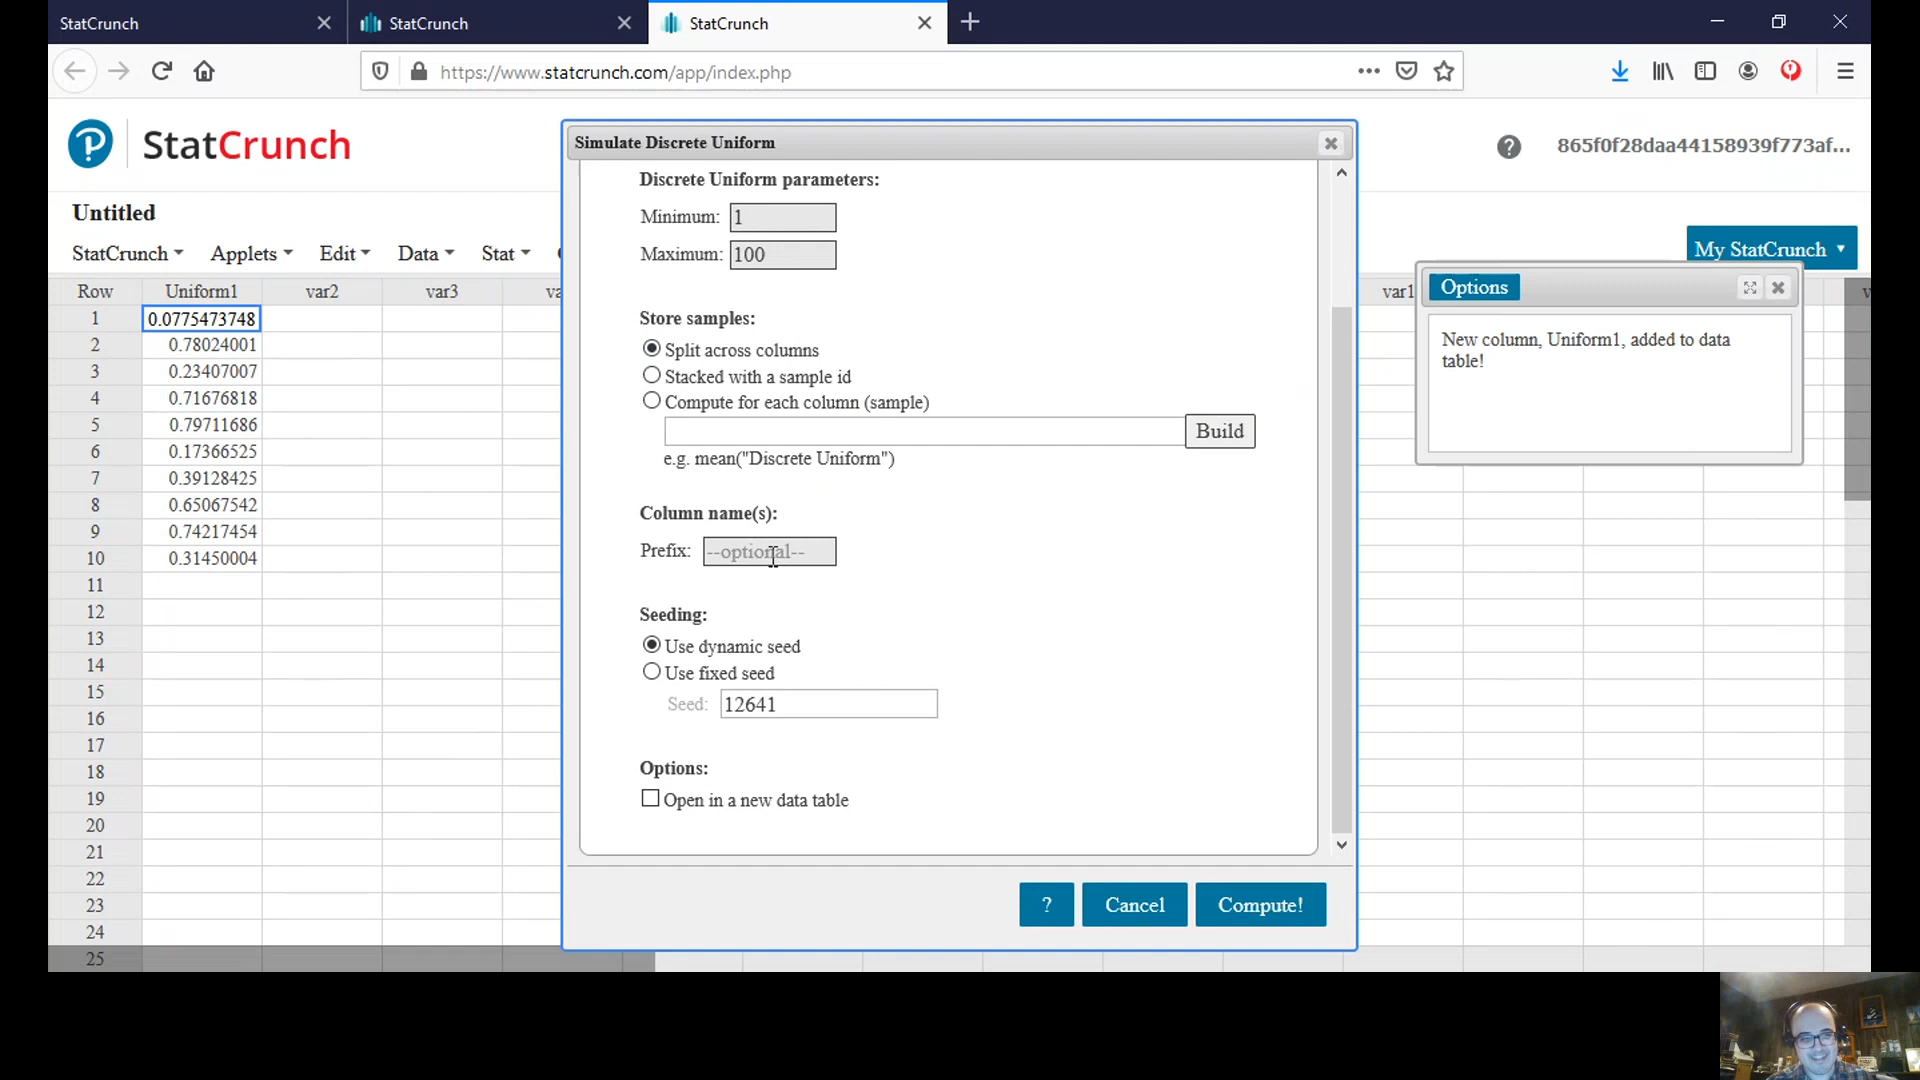 StatCrunch
StatCrunch
StatCrunch
https://www.statcrunch.com/app/index.php
StatCrunch
865f0f28daa44158939f773af...
Untitled
StatCrunch Applets Edit Data Stat
My StatCrunch
Row Uniform1 var2 var3
1 0.0775473748
2 0.78024001
3 0.23407007
4 0.71676818
5 0.79711686
6 0.17366525
7 0.39128425
8 0.65067542
9 0.74217454
10 0.31450004
11
12
13
14
15
16
17
18
19
20
21
22
23
24
25
Simulate Discrete Uniform
Discrete Uniform parameters:
Minimum: 1
Maximum: 100
Store samples:
Split across columns
Stacked with a sample id
Compute for each column (sample)
Build
e.g. mean("Discrete Uniform")
Column name(s):
Prefix: --optional--
Seeding:
Use dynamic seed
Use fixed seed
Seed: 12641
Options:
Open in a new data table
? Cancel Compute!
Options
New column, Uniform1, added to data
table!